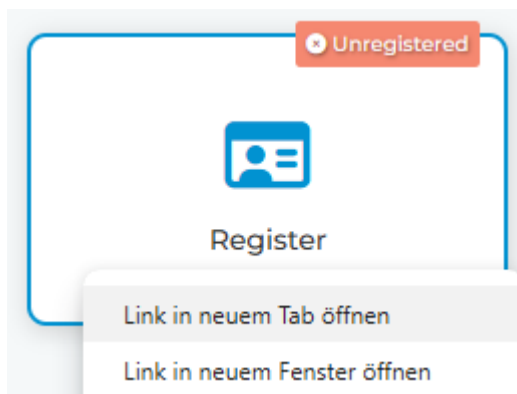 Unregistered
Register
Link in neuem Tab öffnen
Link in neuem Fenster öffnen